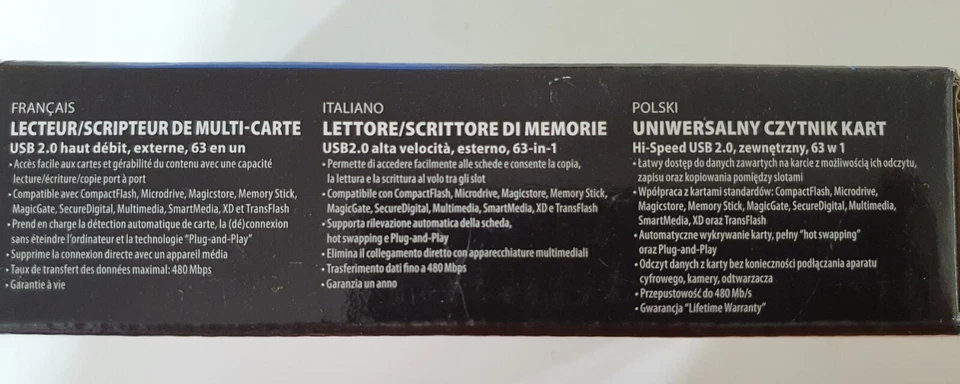 FRANÇAIS
LECTEUR/SCRIPTEUR DE MULTI-CARTE
USB 2.0 haut débit, externe, 63 en un
• Accès facile aux cartes et gérabilité du contenu avec une capacité
lecture/écriture/copie port à port
• Compatible avec CompactFlash, Microdrive, Magicstore, Memory Stick,
MagicGate, SecureDigital, Multimedia, SmartMedia, XD et TransFlash
• Prend en charge la détection automatique de carte, la (dé)connexion
sans éteindre l'ordinateur et la technologie "Plug-and-Play"
• Supprime la connexion directe avec un appareil média
• Taux de transfert des données maximal: 480 Mbps
• Garantie à vie
ITALIANO
LETTORE/SCRITTORE DI MEMORIE
USB2.0 alta velocità, esterno, 63-in-1
• Permette di accedere facilmente alle schede e consente la copia,
la lettura e la scrittura al volo tra gli slot
• Compatibile con CompactFlash, Microdrive, Magicstore, Memory Stick,
MagicGate, SecureDigital, Multimedia, SmartMedia, XD e TransFlash
• Supporta rilevazione automatica della scheda,
hot swapping e Plug-and-Play
• Elimina il collegamento diretto con apparecchiature multimediali
• Trasferimento dati fino a 480 Mbps
• Garanzia un anno
POLSKI
UNIWERSALNY CZYTNIK KART
Hi-Speed USB 2.0, zewnętrzny, 63 w 1
• Łatwy dostęp do danych zawartych na karcie z możliwością ich odczytu,
zapisu oraz kopiowania pomiędzy slotami
• Wpółpraca z kartami standardów: CompactFlash, Microdrive,
Magicstore, Memory Stick, MagicGate, SecureDigital, Multimedia,
SmartMedia, XD oraz TransFlash
• Automatyczne wykrywanie karty, pełny "hot swapping"
oraz Plug-and-Play
• Odczyt danych z karty bez konieczności podłączania aparatu
cyfrowego, kamery, odtwarzacza
• Przepustowość do 480 Mb/s
• Gwarancja "Lifetime Warranty"